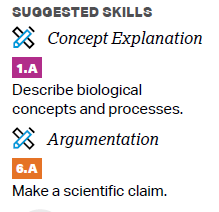 SUGGESTED SKILLS
Concept Explanation
1.A
Describe biological
concepts and processes.
Argumentation
6.A
Make a scientific claim.